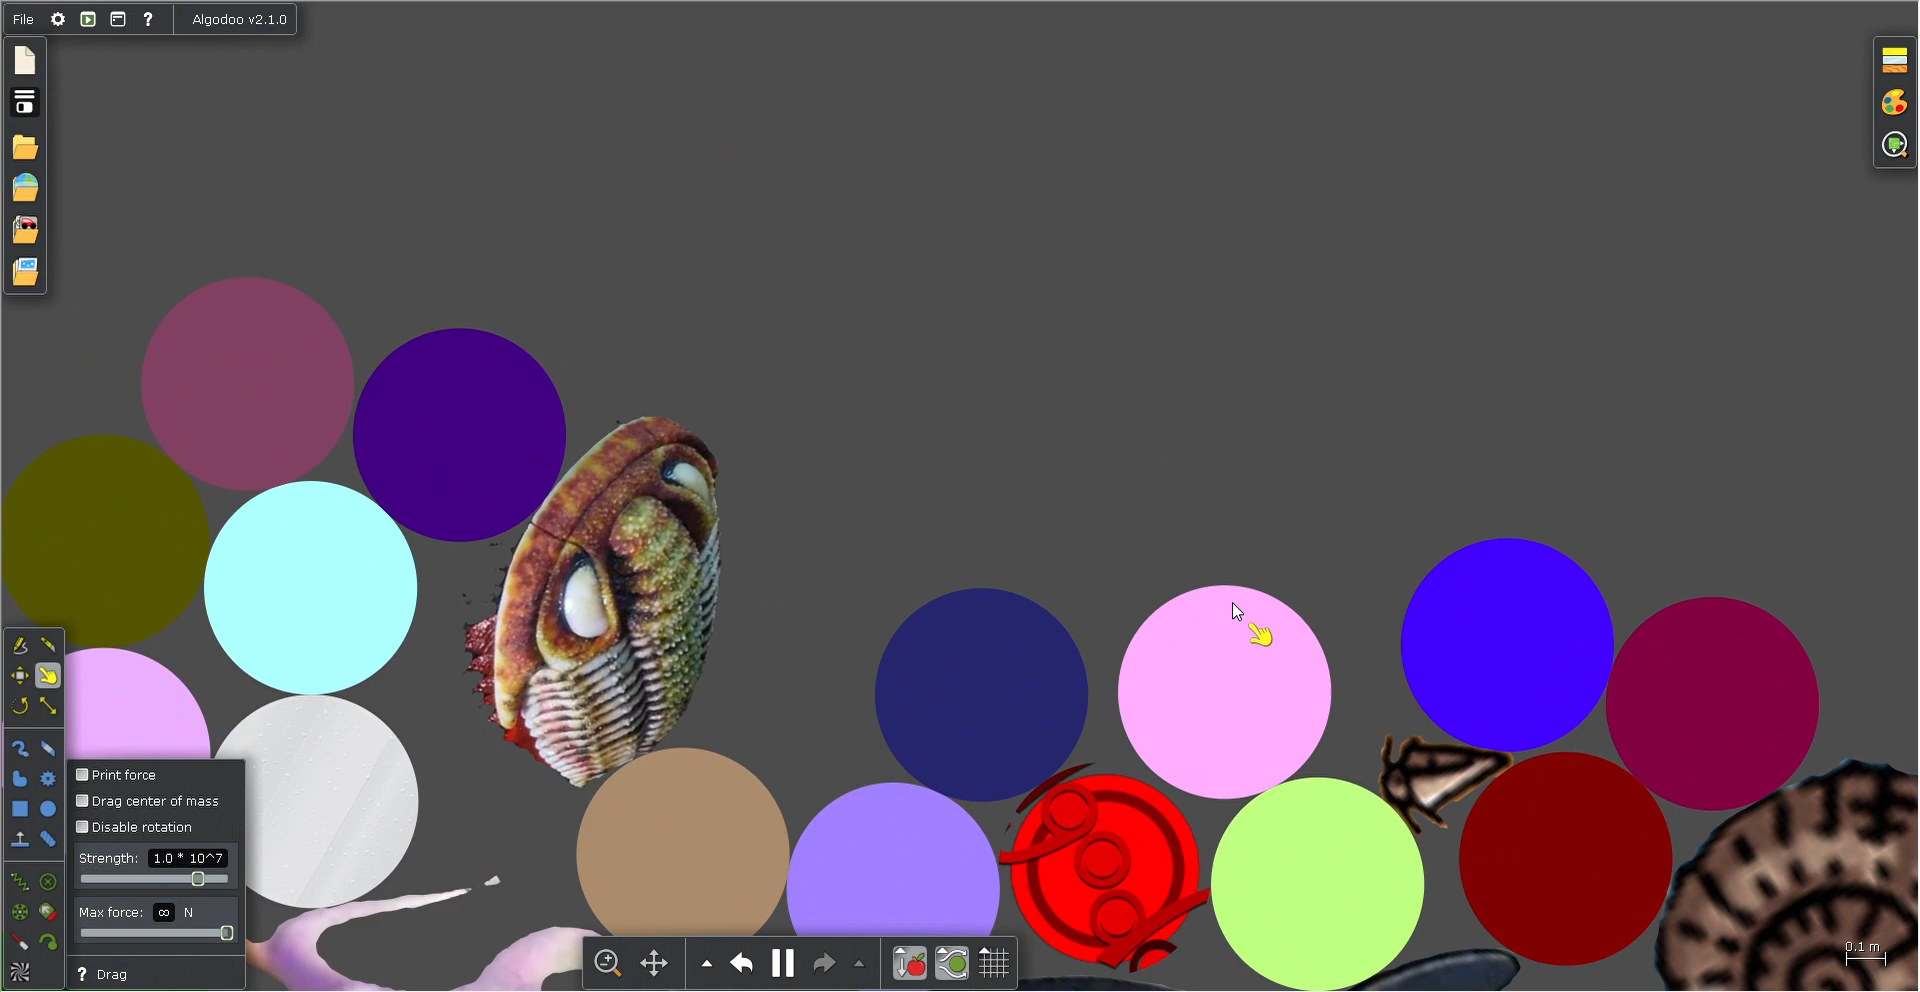 File ? Algodoo v2.1.0
Print force
Drag center of mass
Disable rotation
Strength: 1.0 * 10^7
Max force: ∞ N
? Drag
0.1 m